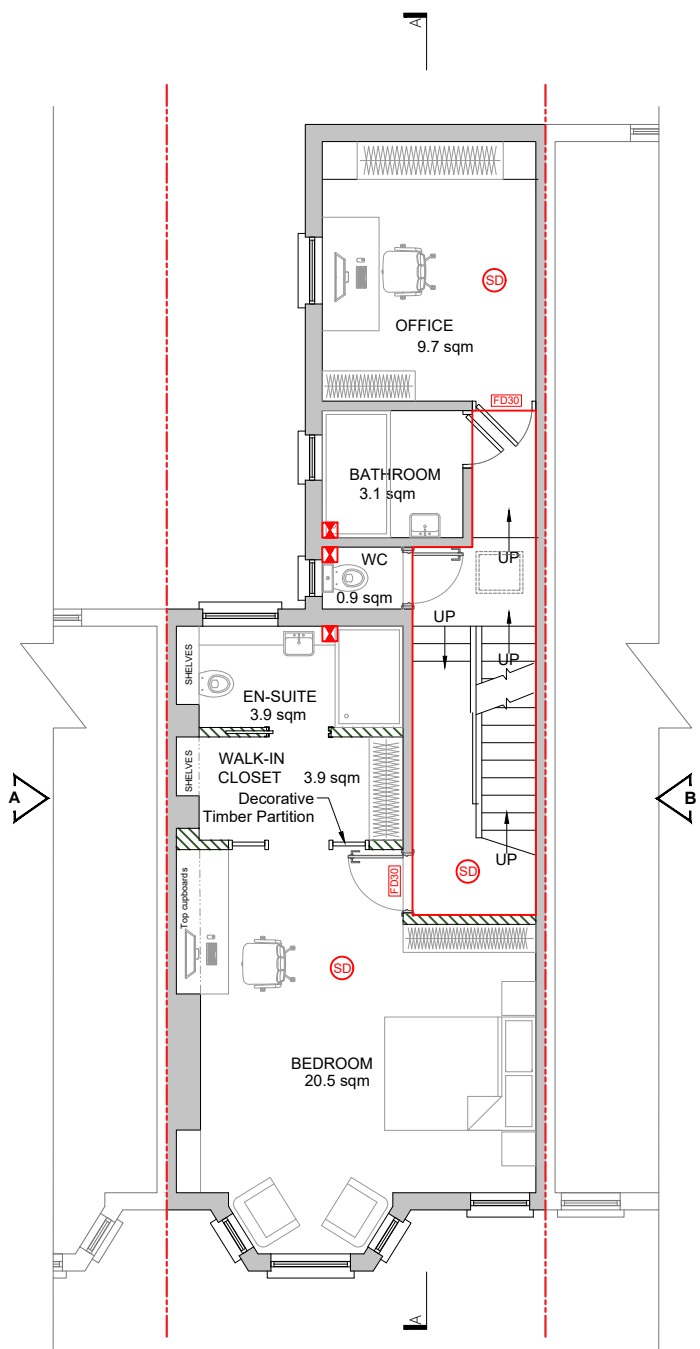 A
SD
OFFICE
9.7 sqm
FD30
BATHROOM
3.1 sqm
WC
UP
0.9 sqm
UP
UP
SHELVES
EN-SUITE
3.9 sqm
SHELVES
WALK-IN
CLOSET
3.9 sqm
Decorative
Timber Partition
A
B
UP
SD
FD30
Top cupboards
SD
BEDROOM
20.5 sqm
A